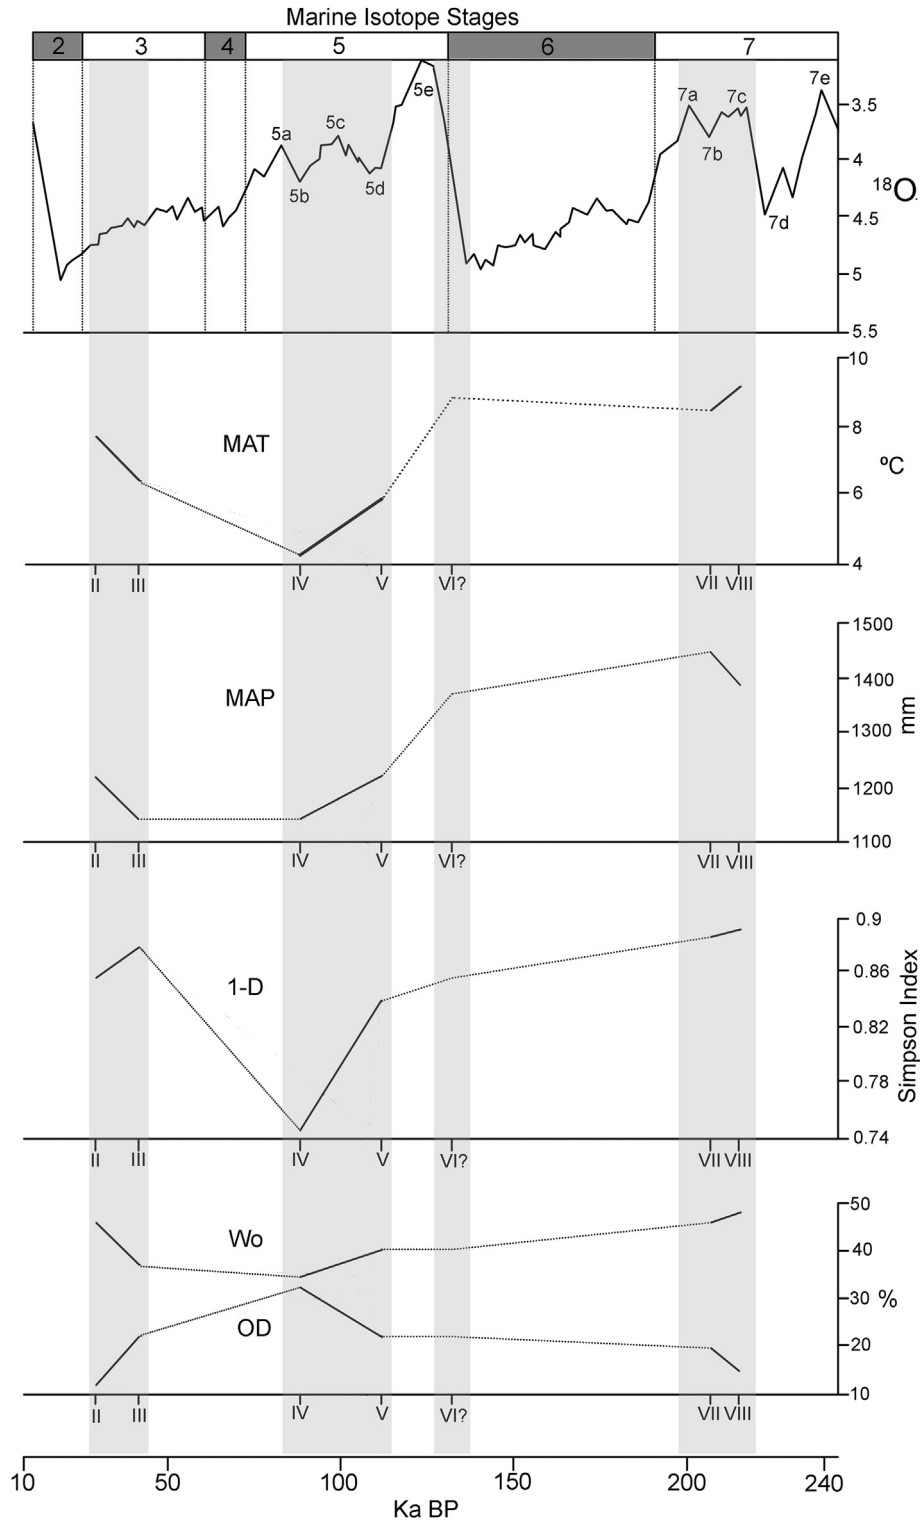 Marine Isotope Stages
2 3 4 5 6 7
5a 5b 5c 5d 5e 7a 7b 7c 7d 7e
3.5
4
4.5
5
5.5
18O
MAT
10
8
6
4
ºC
II III IV V VI? VII VIII
MAP
1500
1400
1300
1200
1100
mm
II III IV V VI? VII VIII
1-D
0.9
0.86
0.82
0.78
0.74
Simpson Index
II III IV V VI? VII VIII
Wo
OD
50
40
30
20
10
%
II III IV V VI? VII VIII
10 50 100 150 200 240
Ka BP